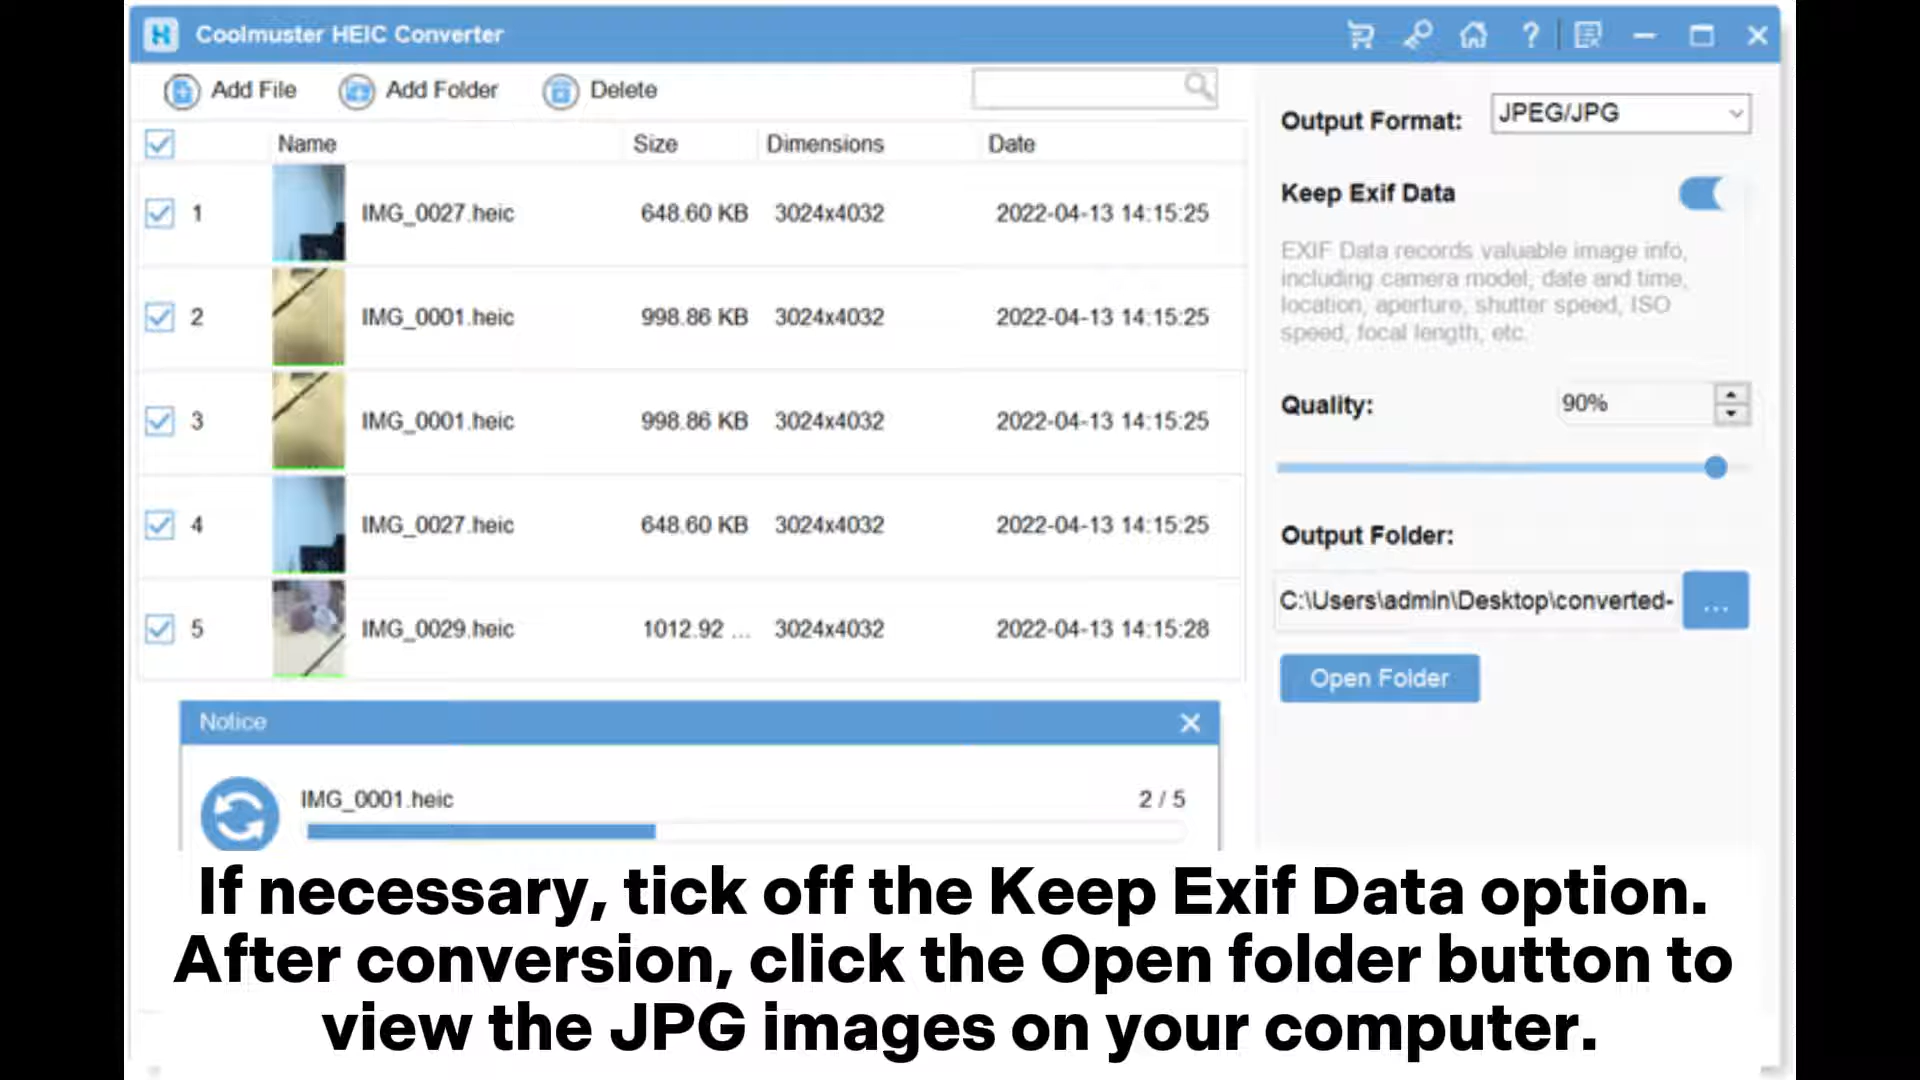 Coolmuster HEIC Converter
?
Add File Add Folder Delete
Name Size Dimensions Date
1 IMG_0027.heic 648.60 KB 3024x4032 2022-04-13 14:15:25
2 IMG_0001.heic 998.86 KB 3024x4032 2022-04-13 14:15:25
3 IMG_0001.heic 998.86 KB 3024x4032 2022-04-13 14:15:25
4 IMG_0027.heic 648.60 KB 3024x4032 2022-04-13 14:15:25
5 IMG_0029.heic 1012.92 ... 3024x4032 2022-04-13 14:15:28
Output Format: JPEG/JPG
Keep Exif Data
EXIF Data records valuable image info,
including camera model, date and time,
location, aperture, shutter speed, ISO
speed, focal length, etc.
Quality: 90%
Output Folder:
C:\Users\admin\Desktop\converted- ...
Open Folder
Notice
IMG_0001.heic 2 / 5
If necessary, tick off the Keep Exif Data option.
After conversion, click the Open folder button to
view the JPG images on your computer.